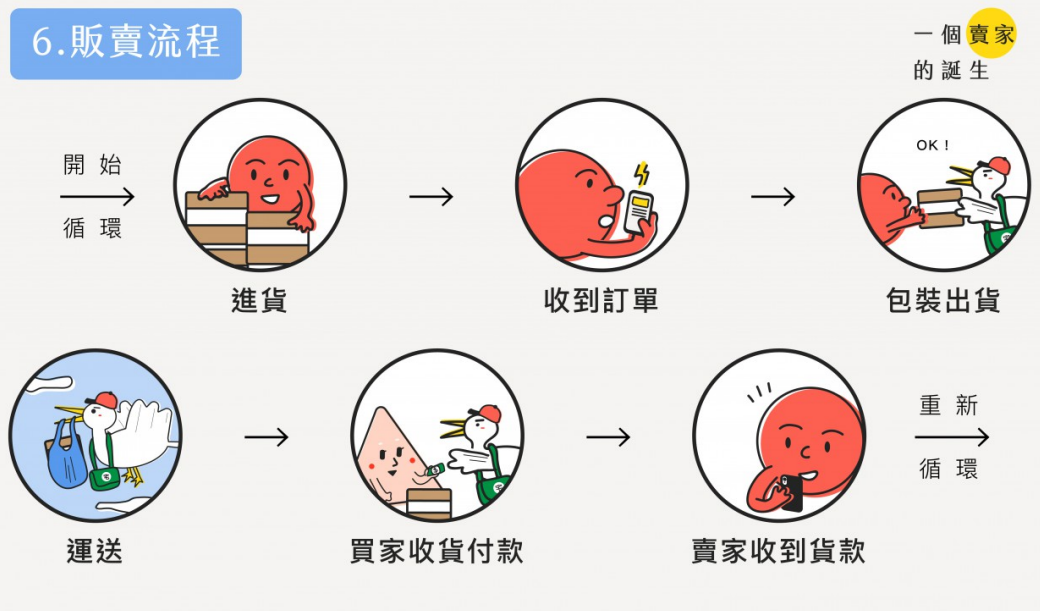 6.販賣流程
一個賣家
的誕生
開始
循環
OK！
進貨
收到訂單
包裝出貨
運送
買家收貨付款
賣家收到貨款
重新
循環